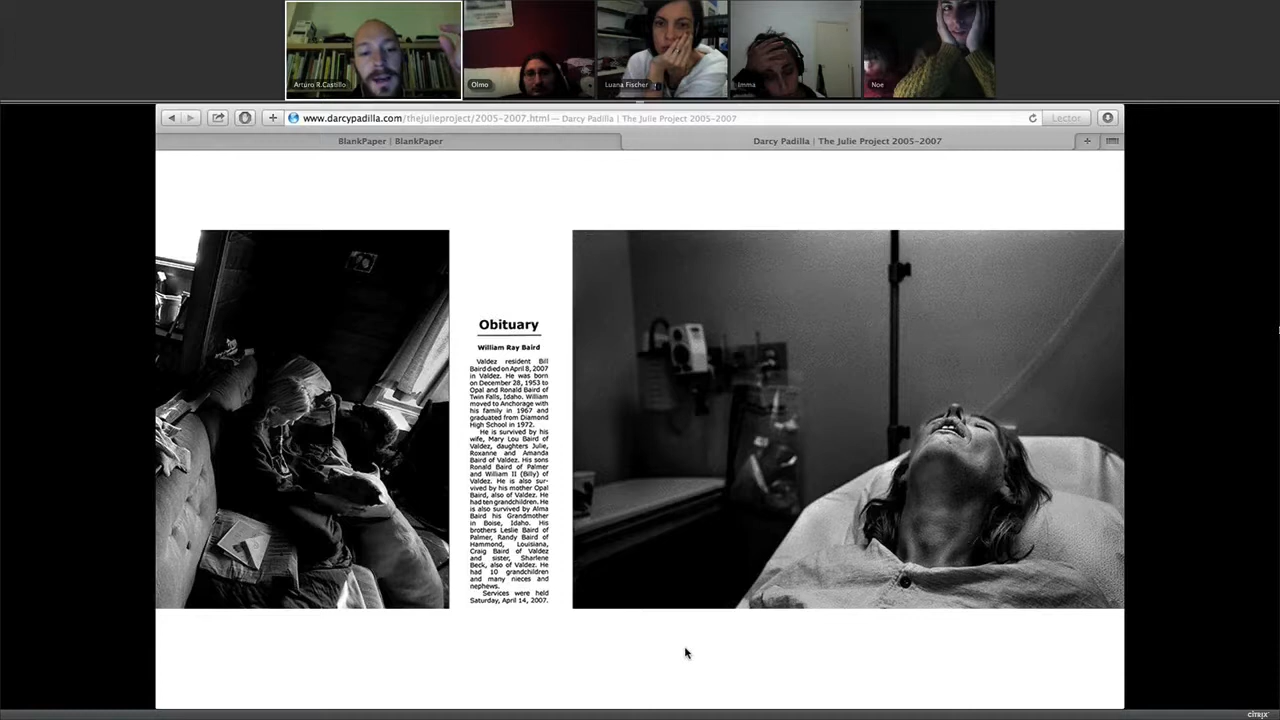 Arturo R.Castillo
Olmo
Luana Fischer
Imma
Noe
www.darcypadilla.com/thejulieproject/2005-2007.html — Darcy Padilla | The Julie Project 2005-2007
Lector
BlankPaper | BlankPaper
Darcy Padilla | The Julie Project 2005-2007
Obituary
William Ray Baird
Valdez resident Bill
Baird died on April 8, 2007
in Valdez. He was born
on December 28, 1953 to
Opal and Ronald Baird of
Twin Falls, Idaho. William
moved to Anchorage with
his family in 1967 and
graduated from Diamond
High School in 1972.
He is survived by his
wife, Mary Lou Baird of
Valdez, daughters Julie,
Roxanne and Amanda
Baird of Valdez. His sons
Ronald Baird of Palmer
and William II (Billy) of
Valdez. He is also sur-
vived by his mother Opal
Baird, also of Valdez. He
had ten grandchildren. He
is also survived by Alma
Baird his Grandmother
in Boise, Idaho. His
brothers Leslie Baird of
Palmer, Randy Baird of
Hammond, Louisiana,
Craig Baird of Valdez
and sister, Sharlene
Beck, also of Valdez. He
had 10 grandchildren
and many nieces and
nephews.
Services were held
Saturday, April 14, 2007.
CITRIX